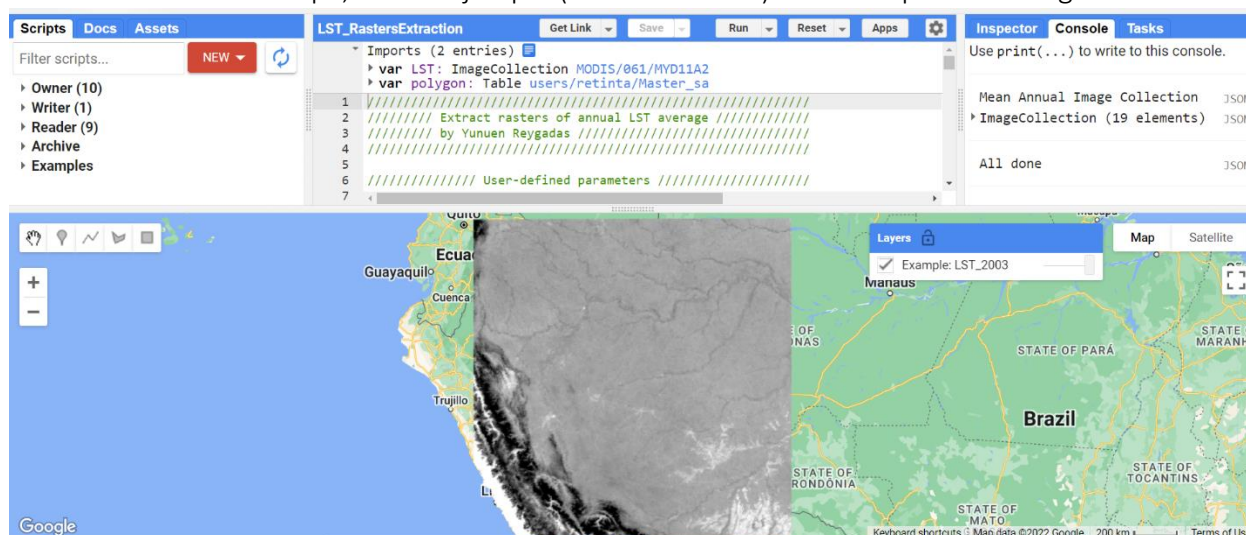 Scripts Docs Assets
Filter scripts...
NEW
Owner (10)
Writer (1)
Reader (9)
Archive
Examples
LST_RastersExtraction
Get Link Save Run Reset Apps
Imports (2 entries)
var LST: ImageCollection MODIS/061/MYD11A2
var polygon: Table users/retinta/Master_sa
1 /////////////////////////////////////////////////////////////
2 ///////// Extract rasters of annual LST average /////////////
3 ///////// by Yunuen Reygadas ////////////////////////////////
4 /////////////////////////////////////////////////////////////
5
6 /////////////// User-defined parameters /////////////////////
7
Inspector Console Tasks
Use print(...) to write to this console.
Mean Annual Image Collection
ImageCollection (19 elements)
All done
Quito
Ecua
Guayaquil
Cuenca
Trujillo
Layers
Example: LST_2003
Map Satellite
Manaus
STATE OF PARÁ
STATE
MARANH
Brazil
STATE OF
RONDÔNIA
STATE OF
TOCANTINS
STATE OF
MATO
Google
Keyboard shortcuts Map data ©2022 Google 200 km Terms of Us